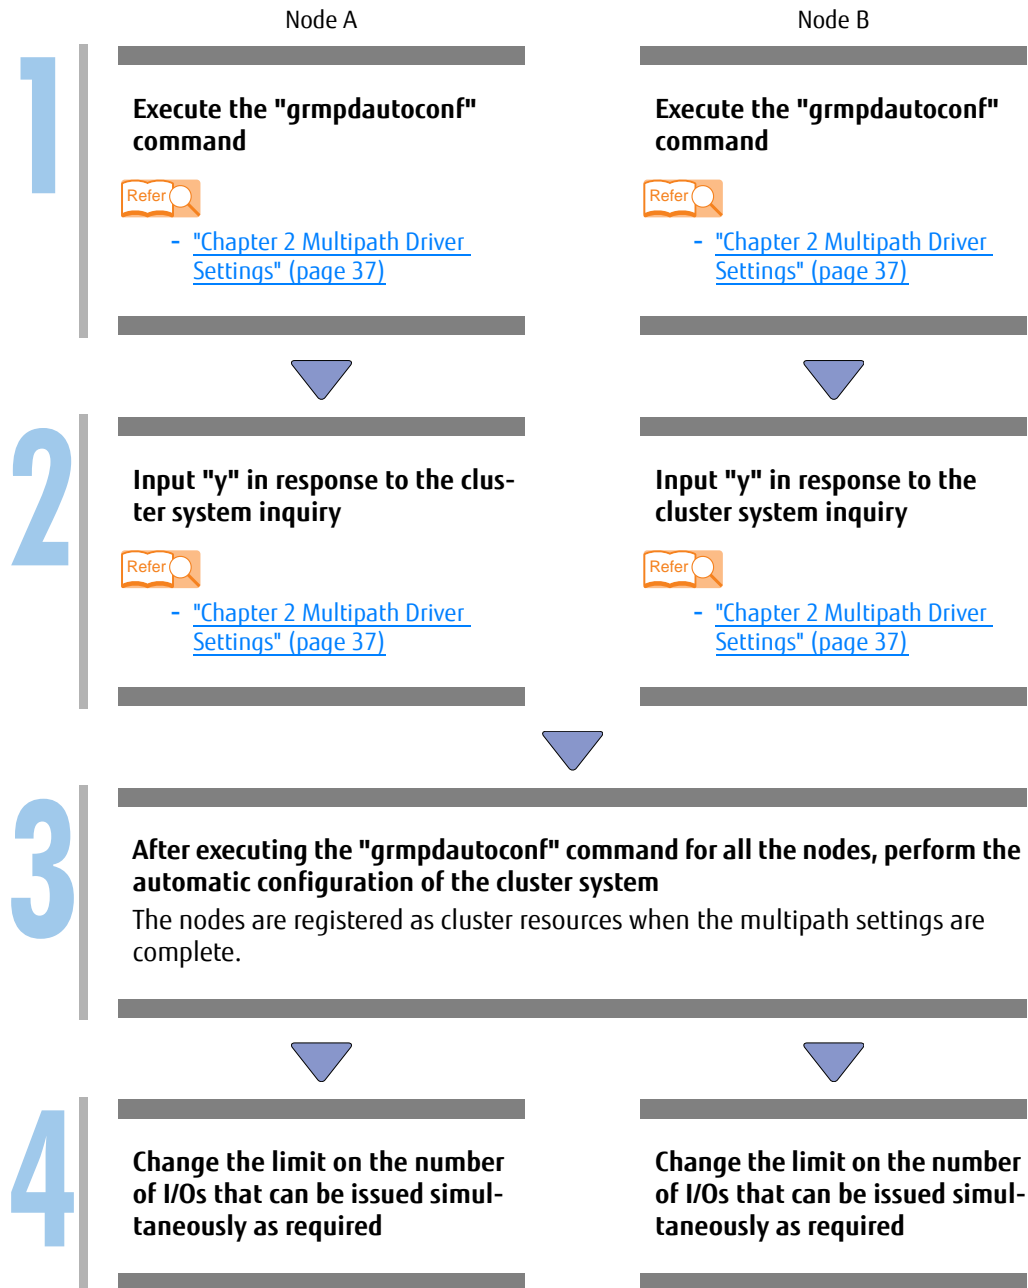 Node A
Node B
1
Execute the "grmpdautoconf"
command
Refer
- "Chapter 2 Multipath Driver
Settings" (page 37)
Execute the "grmpdautoconf"
command
Refer
- "Chapter 2 Multipath Driver
Settings" (page 37)
2
Input "y" in response to the clus-
ter system inquiry
Refer
- "Chapter 2 Multipath Driver
Settings" (page 37)
Input "y" in response to the
cluster system inquiry
Refer
- "Chapter 2 Multipath Driver
Settings" (page 37)
3
After executing the "grmpdautoconf" command for all the nodes, perform the
automatic configuration of the cluster system
The nodes are registered as cluster resources when the multipath settings are
complete.
4
Change the limit on the number
of I/Os that can be issued simul-
taneously as required
Change the limit on the number
of I/Os that can be issued simul-
taneously as required